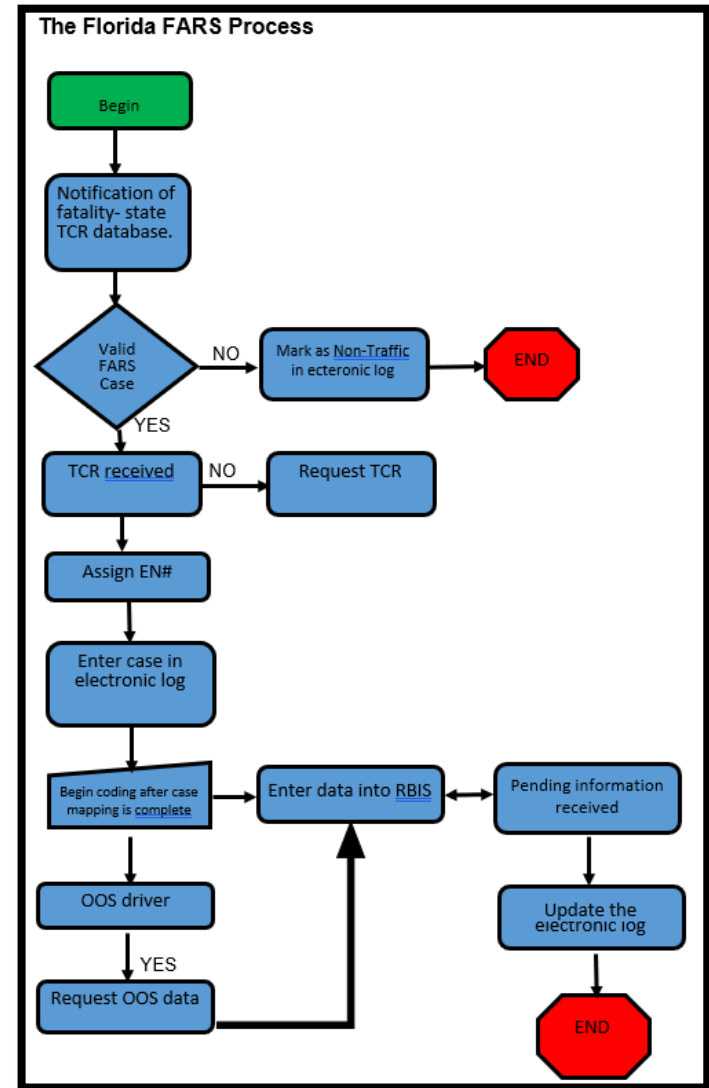 The Florida FARS Process
Begin
Notification of
fatality- state
TCR database.
Valid
FARS
Case
NO
Mark as Non-Traffic
in ecteronic log
END
YES
TCR received
NO
Request TCR
Assign EN#
Enter case in
electronic log
Begin coding after case
mapping is complete
Enter data into RBIS
Pending information
received
OOS driver
Update the
electronic log
YES
Request OOS data
END